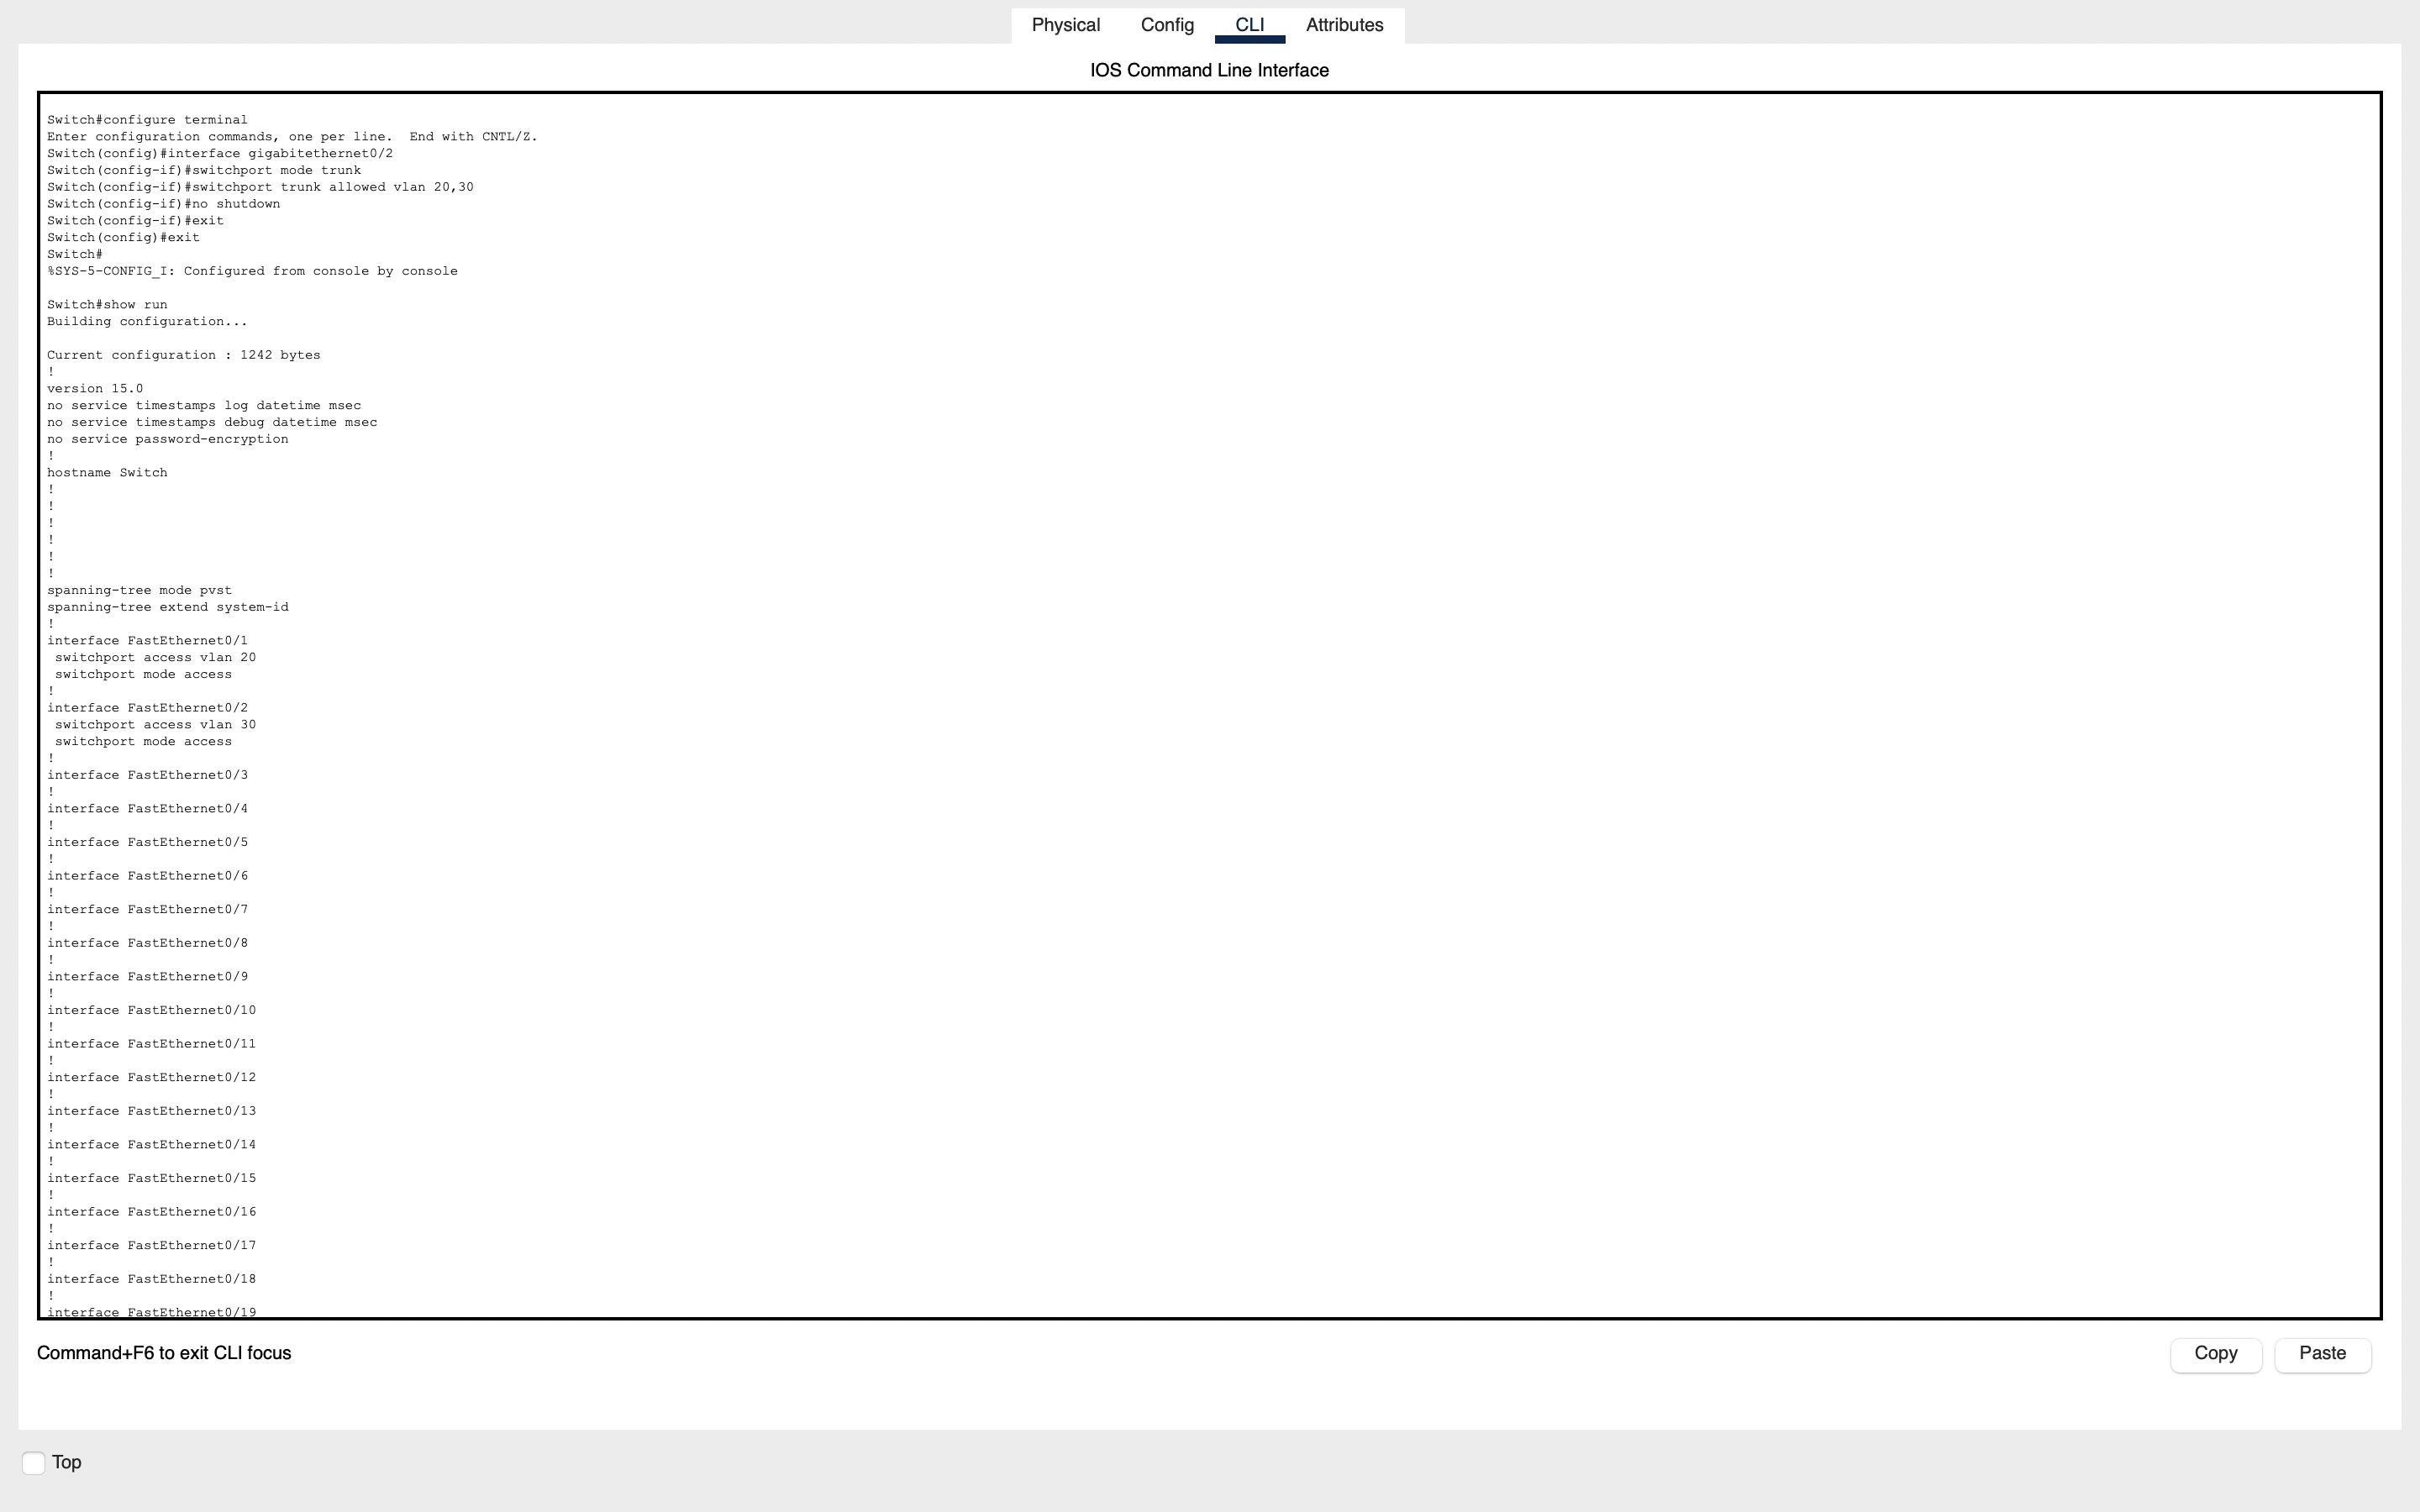 Physical Config CLI Attributes
IOS Command Line Interface
Switch#configure terminal
Enter configuration commands, one per line.  End with CNTL/Z.
Switch(config)#interface gigabitethernet0/2
Switch(config-if)#switchport mode trunk
Switch(config-if)#switchport trunk allowed vlan 20,30
Switch(config-if)#no shutdown
Switch(config-if)#exit
Switch(config)#exit
Switch#
%SYS-5-CONFIG_I: Configured from console by console
Switch#show run
Building configuration...
Current configuration : 1242 bytes
!
version 15.0
no service timestamps log datetime msec
no service timestamps debug datetime msec
no service password-encryption
!
hostname Switch
!
!
!
!
!
!
spanning-tree mode pvst
spanning-tree extend system-id
!
interface FastEthernet0/1
 switchport access vlan 20
 switchport mode access
!
interface FastEthernet0/2
 switchport access vlan 30
 switchport mode access
!
interface FastEthernet0/3
!
interface FastEthernet0/4
!
interface FastEthernet0/5
!
interface FastEthernet0/6
!
interface FastEthernet0/7
!
interface FastEthernet0/8
!
interface FastEthernet0/9
!
interface FastEthernet0/10
!
interface FastEthernet0/11
!
interface FastEthernet0/12
!
interface FastEthernet0/13
!
interface FastEthernet0/14
!
interface FastEthernet0/15
!
interface FastEthernet0/16
!
interface FastEthernet0/17
!
interface FastEthernet0/18
!
interface FastEthernet0/19
Command+F6 to exit CLI focus
Copy Paste
Top